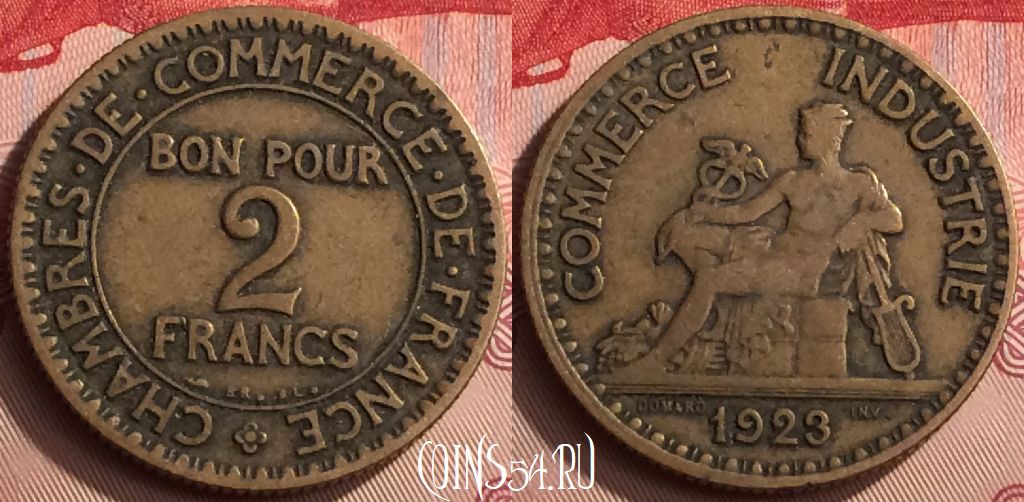 CHAMBRES · DE · COMMERCE · DE · FRANCE
BON POUR
2
FRANCS
COMMERCE INDUSTRIE
DOMARD INV.
1923
COINS54.RU